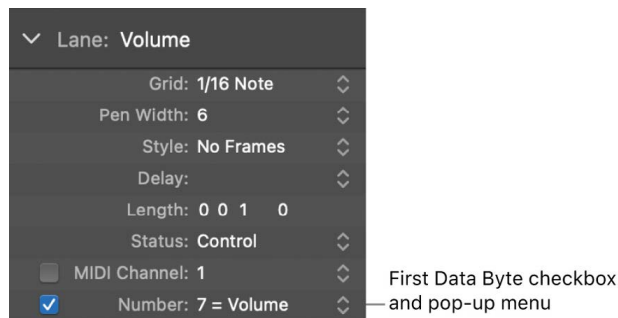 Lane: Volume
Grid: 1/16 Note
Pen Width: 6
Style: No Frames
Delay:
Length: 0 0 1 0
Status: Control
MIDI Channel: 1
Number: 7 = Volume
First Data Byte checkbox
and pop-up menu